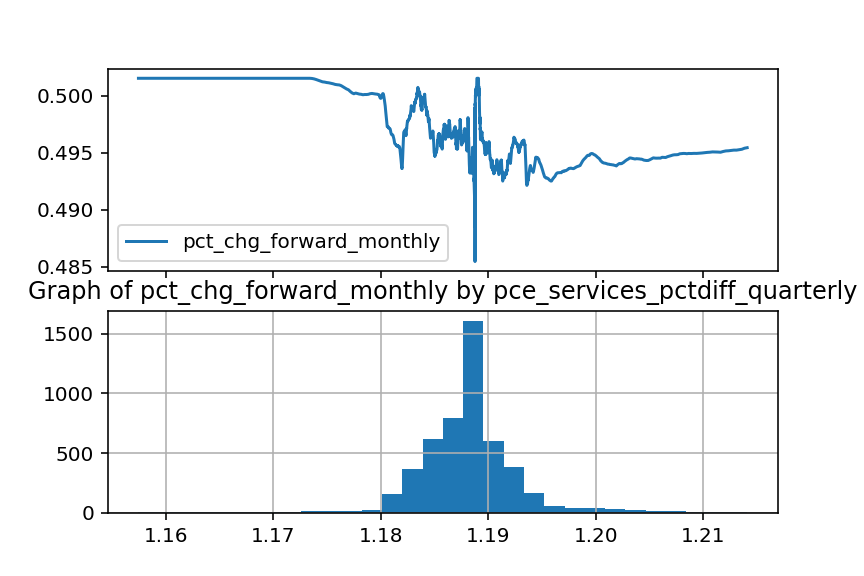 0.500
0.495
0.490
0.485
pct_chg_forward_monthly
Graph of pct_chg_forward_monthly by pce_services_pctdiff_quarterly
1500
1000
500
0
1.16 1.17 1.18 1.19 1.20 1.21